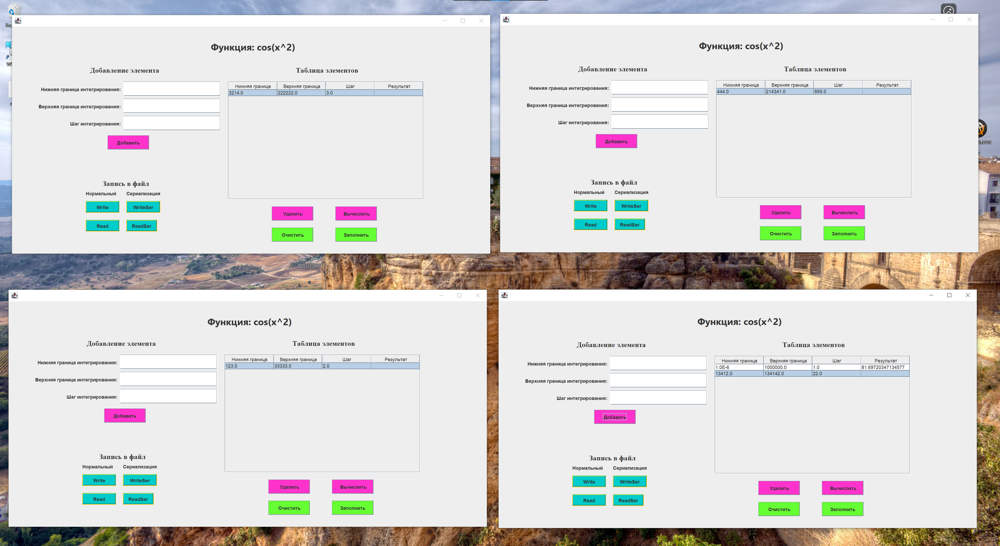 Функция: cos(x^2)
Добавление элемента
Нижняя граница интегрирования:
Верхняя граница интегрирования:
Шаг интегрирования:
Добавить
Запись в файл
Нормальный Сериализация
Write WriteSer
Read ReadSer
Таблица элементов
Нижняя граница Верхняя граница Шаг Результат
3214.0 222222.0 3.0
Удалить Вычислить
Очистить Заполнить
Функция: cos(x^2)
Добавление элемента
Нижняя граница интегрирования:
Верхняя граница интегрирования:
Шаг интегрирования:
Добавить
Запись в файл
Нормальный Сериализация
Write WriteSer
Read ReadSer
Таблица элементов
Нижняя граница Верхняя граница Шаг Результат
444.0 214341.0 555.0
Удалить Вычислить
Очистить Заполнить
Функция: cos(x^2)
Добавление элемента
Нижняя граница интегрирования:
Верхняя граница интегрирования:
Шаг интегрирования:
Добавить
Запись в файл
Нормальный Сериализация
Write WriteSer
Read ReadSer
Таблица элементов
Нижняя граница Верхняя граница Шаг Результат
123.0 33333.0 2.0
Удалить Вычислить
Очистить Заполнить
Функция: cos(x^2)
Добавление элемента
Нижняя граница интегрирования:
Верхняя граница интегрирования:
Шаг интегрирования:
Добавить
Запись в файл
Нормальный Сериализация
Write WriteSer
Read ReadSer
Таблица элементов
Нижняя граница Верхняя граница Шаг Результат
1.0E-6 1000000.0 1.0 81.69720347134577
13412.0 134142.0 22.0
Удалить Вычислить
Очистить Заполнить